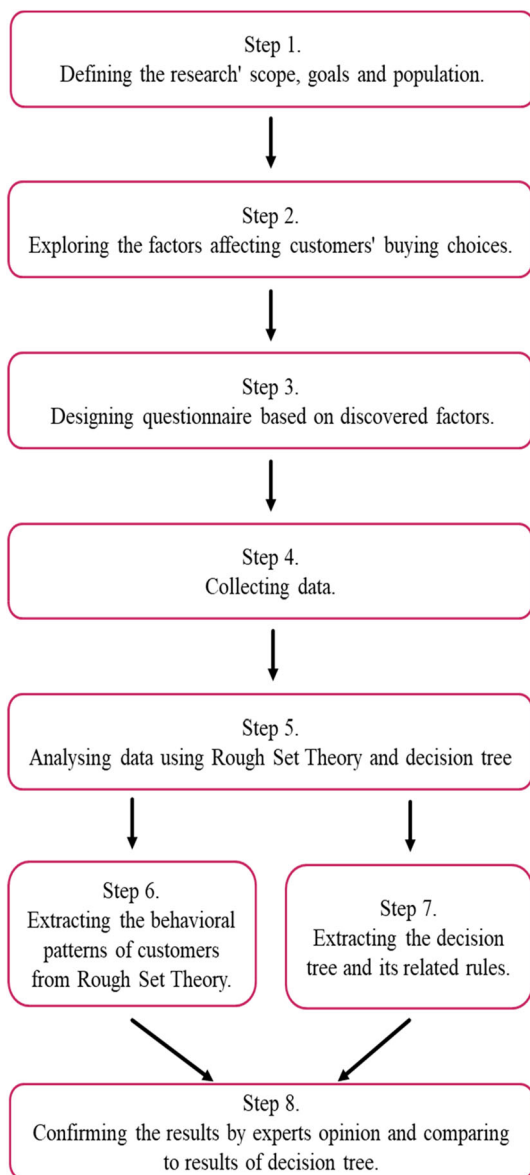 Step 1.
Defining the research' scope, goals and population.
Step 2.
Exploring the factors affecting customers' buying choices.
Step 3.
Designing questionnaire based on discovered factors.
Step 4.
Collecting data.
Step 5.
Analysing data using Rough Set Theory and decision tree
Step 6.
Extracting the behavioral
patterns of customers
from Rough Set Theory.
Step 7.
Extracting the decision
tree and its related rules.
Step 8.
Confirming the results by experts opinion and comparing
to results of decision tree.